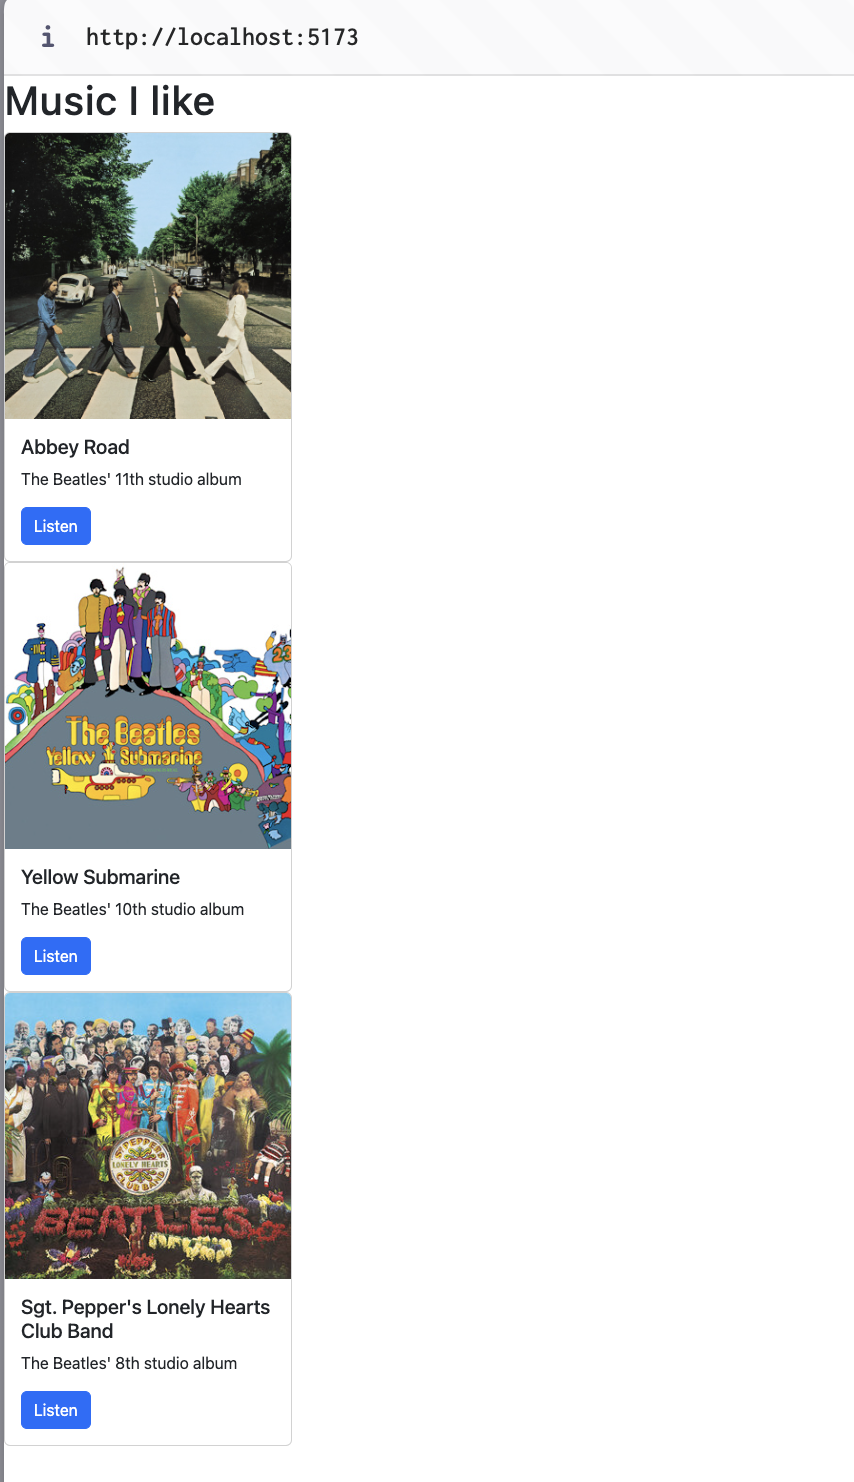 i http://localhost:5173
Music I like
Abbey Road
The Beatles' 11th studio album
Listen
The Beatles
Yellow Submarine
Yellow Submarine
The Beatles' 10th studio album
Listen
SGT. PEPPERS
LONELY HEARTS
CLUB BAND
BEATLES
Sgt. Pepper's Lonely Hearts
Club Band
The Beatles' 8th studio album
Listen